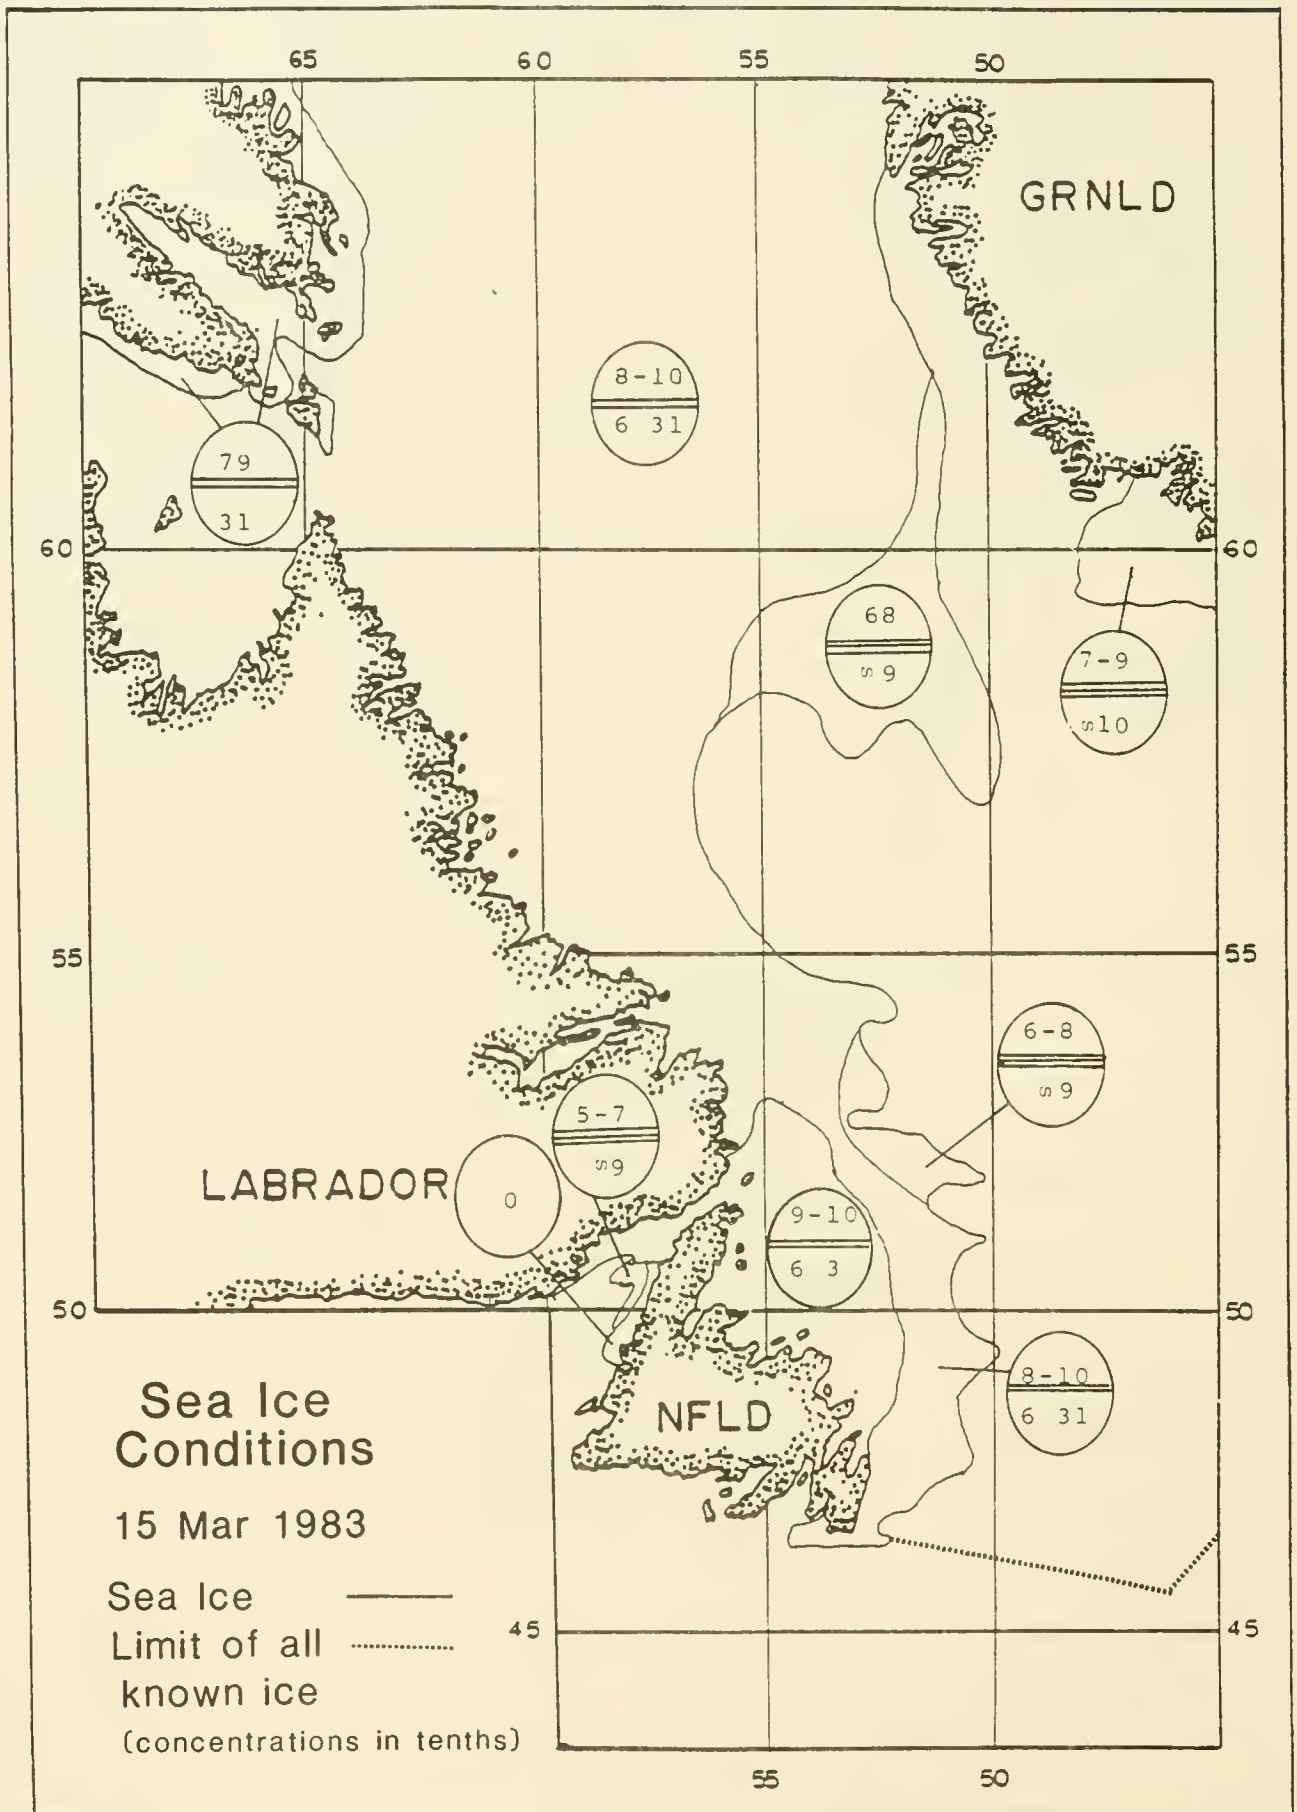 65 60 55 50
GRNLD
8-10
6 31
79
31
60 60
68
s 9
7-9
s10
55 55
6-8
s 9
5-7
s9
LABRADOR
0
9-10
6 3
50 50
8-10
6 31
NFLD
Sea Ice
Conditions
15 Mar 1983
Sea Ice
Limit of all
known ice
(concentrations in tenths)
45 45
55 50